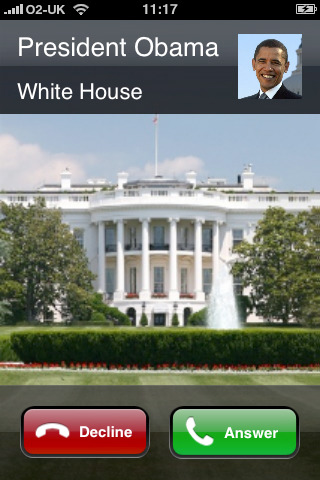 O2-UK 11:17
President Obama
White House
Decline Answer